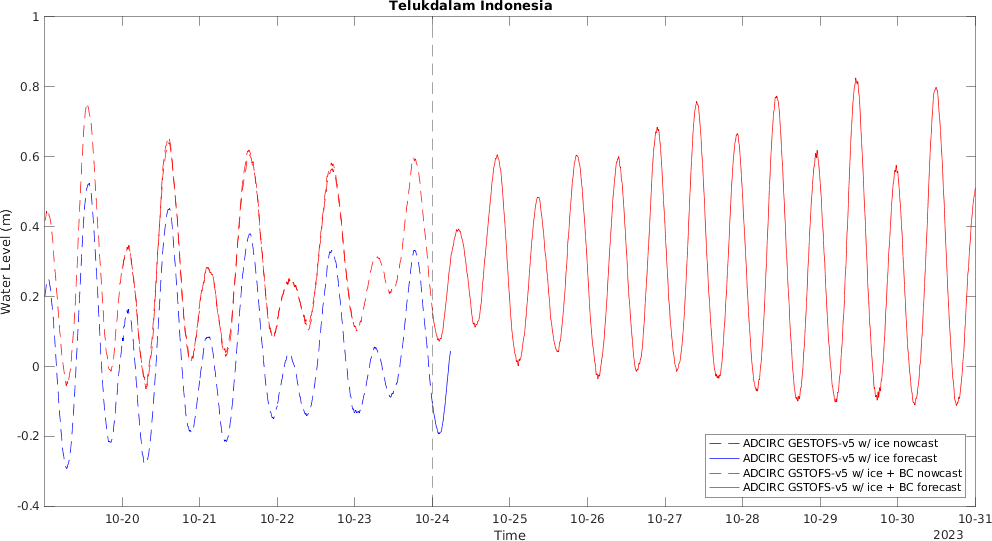 Telukdalam Indonesia
1
0.8
0.6
0.4
0.2
0
-0.2
-0.4
Water Level (m)
10-20 10-21 10-22 10-23 10-24 10-25 10-26 10-27 10-28 10-29 10-30 10-31
Time
2023
ADCIRC GESTOFS-v5 w/ ice nowcast
ADCIRC GESTOFS-v5 w/ ice forecast
ADCIRC GSTOFS-v5 w/ ice + BC nowcast
ADCIRC GSTOFS-v5 w/ ice + BC forecast